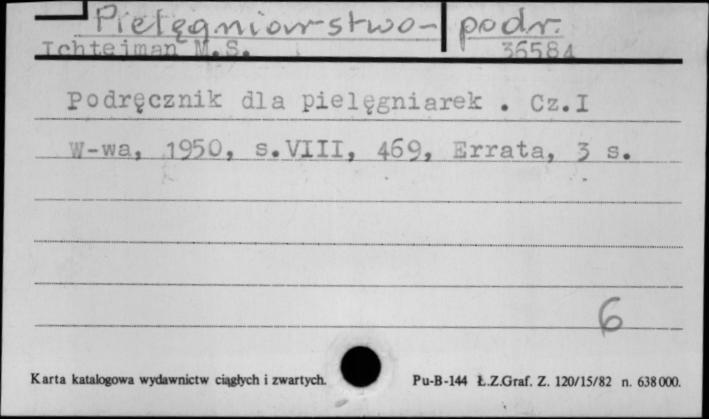 Pielęgniarstwo - podr.
Ichtejman M.S. 36584
Podręcznik dla pielęgniarek . Cz.I
W-wa, 1950, s.VIII, 469, Errata, 3 s.
6
Karta katalogowa wydawnictw ciągłych i zwartych. Pu-B-144 Ł.Z.Graf. Z. 120/15/82 n. 638000.